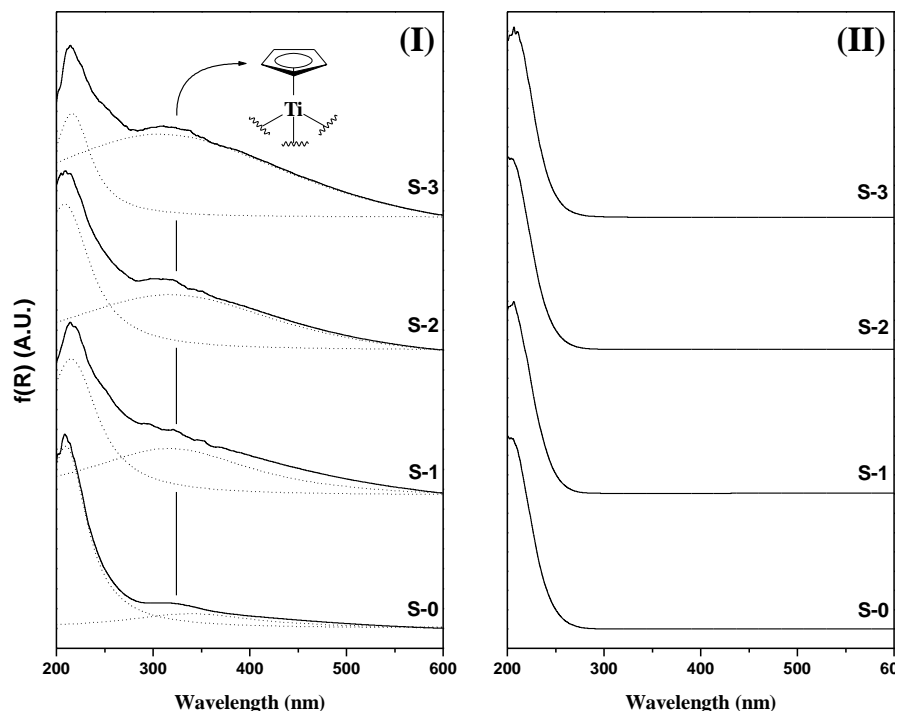 f(R) (A.U.)
(I)
Ti
S-3
S-2
S-1
S-0
200 300 400 500 600
Wavelength (nm)
(II)
S-3
S-2
S-1
S-0
200 300 400 500 600
Wavelength (nm)